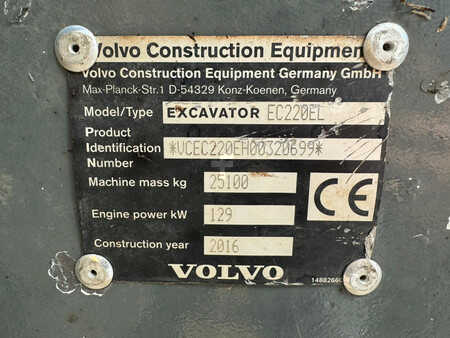 Volvo Construction Equipmen
Volvo Construction Equipment Germany GmbH
Max-Planck-Str.1 D-54329 Konz-Koenen, Germany
Model/Type EXCAVATOR EC220EL
Product
Identification *VCEC220EH00320699*
Number
Machine mass kg 25100
Engine power kW 129
Construction year 2016
CE
VOLVO